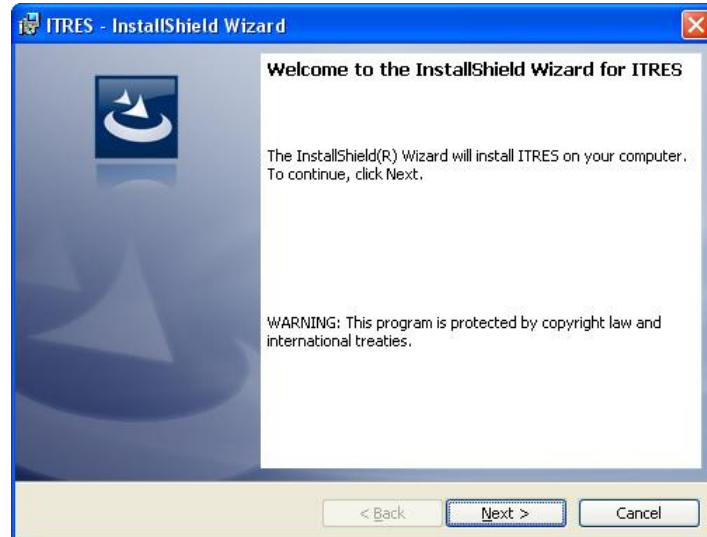 ITRES - InstallShield Wizard
Welcome to the InstallShield Wizard for ITRES
The InstallShield(R) Wizard will install ITRES on your computer.
To continue, click Next.
WARNING: This program is protected by copyright law and
international treaties.
< Back
Next >
Cancel